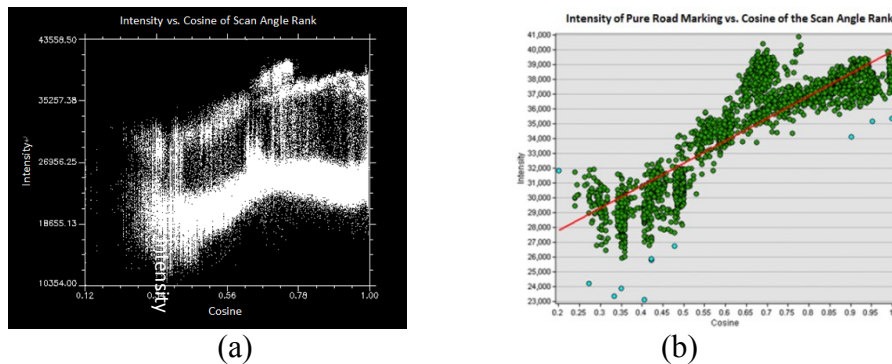 Intensity vs. Cosine of Scan Angle Rank
43558.50
35257.38
26956.25
18655.13
10354.00
Intensity
Intensity
0.12
0.56
0.78
1.00
Cosine
(a)
Intensity of Pure Road Marking vs. Cosine of the Scan Angle Rank
41,000
40,000
39,000
38,000
37,000
36,000
35,000
34,000
33,000
32,000
31,000
30,000
29,000
28,000
27,000
26,000
25,000
24,000
23,000
Intensity
0.2 0.25 0.3 0.35 0.4 0.45 0.5 0.55 0.6 0.65 0.7 0.75 0.8 0.85 0.9 0.95 1
Cosine
(b)